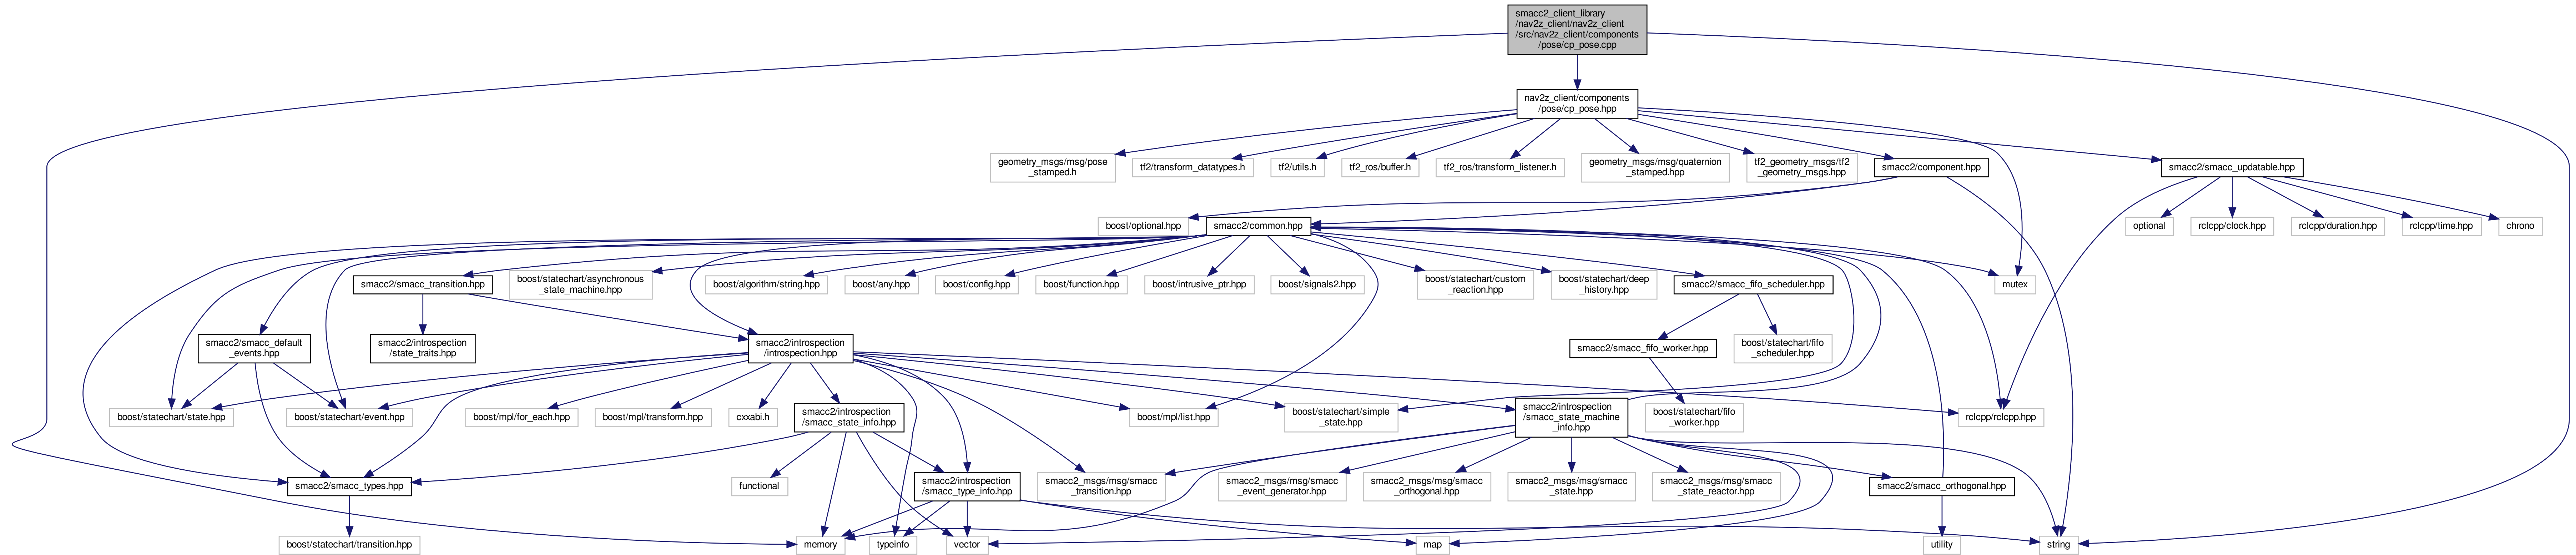 smacc2_client_library
/nav2z_client/nav2z_client
/src/nav2z_client/components
/pose/cp_pose.cpp
nav2z_client/components
/pose/cp_pose.hpp
geometry_msgs/msg/pose
_stamped.h
tf2/transform_datatypes.h
tf2/utils.h
tf2_ros/buffer.h
tf2_ros/transform_listener.h
geometry_msgs/msg/quaternion
_stamped.hpp
tf2_geometry_msgs/tf2
_geometry_msgs.hpp
smacc2/component.hpp
smacc2/smacc_updatable.hpp
boost/optional.hpp
smacc2/common.hpp
optional
rclcpp/clock.hpp
rclcpp/duration.hpp
rclcpp/time.hpp
chrono
smacc2/smacc_transition.hpp
boost/statechart/asynchronous
_state_machine.hpp
boost/algorithm/string.hpp
boost/any.hpp
boost/config.hpp
boost/function.hpp
boost/intrusive_ptr.hpp
boost/signals2.hpp
boost/statechart/custom
_reaction.hpp
boost/statechart/deep
_history.hpp
smacc2/smacc_fifo_scheduler.hpp
mutex
smacc2/smacc_default
_events.hpp
smacc2/introspection
/state_traits.hpp
smacc2/introspection
/introspection.hpp
smacc2/smacc_fifo_worker.hpp
boost/statechart/fifo
_scheduler.hpp
boost/statechart/state.hpp
boost/statechart/event.hpp
boost/mpl/for_each.hpp
boost/mpl/transform.hpp
cxxabi.h
smacc2/introspection
/smacc_state_info.hpp
boost/mpl/list.hpp
boost/statechart/simple
_state.hpp
smacc2/introspection
/smacc_state_machine
_info.hpp
boost/statechart/fifo
_worker.hpp
rclcpp/rclcpp.hpp
smacc2/smacc_types.hpp
functional
smacc2/introspection
/smacc_type_info.hpp
smacc2_msgs/msg/smacc
_transition.hpp
smacc2_msgs/msg/smacc
_event_generator.hpp
smacc2_msgs/msg/smacc
_orthogonal.hpp
smacc2_msgs/msg/smacc
_state.hpp
smacc2_msgs/msg/smacc
_state_reactor.hpp
smacc2/smacc_orthogonal.hpp
boost/statechart/transition.hpp
memory
typeinfo
vector
map
utility
string